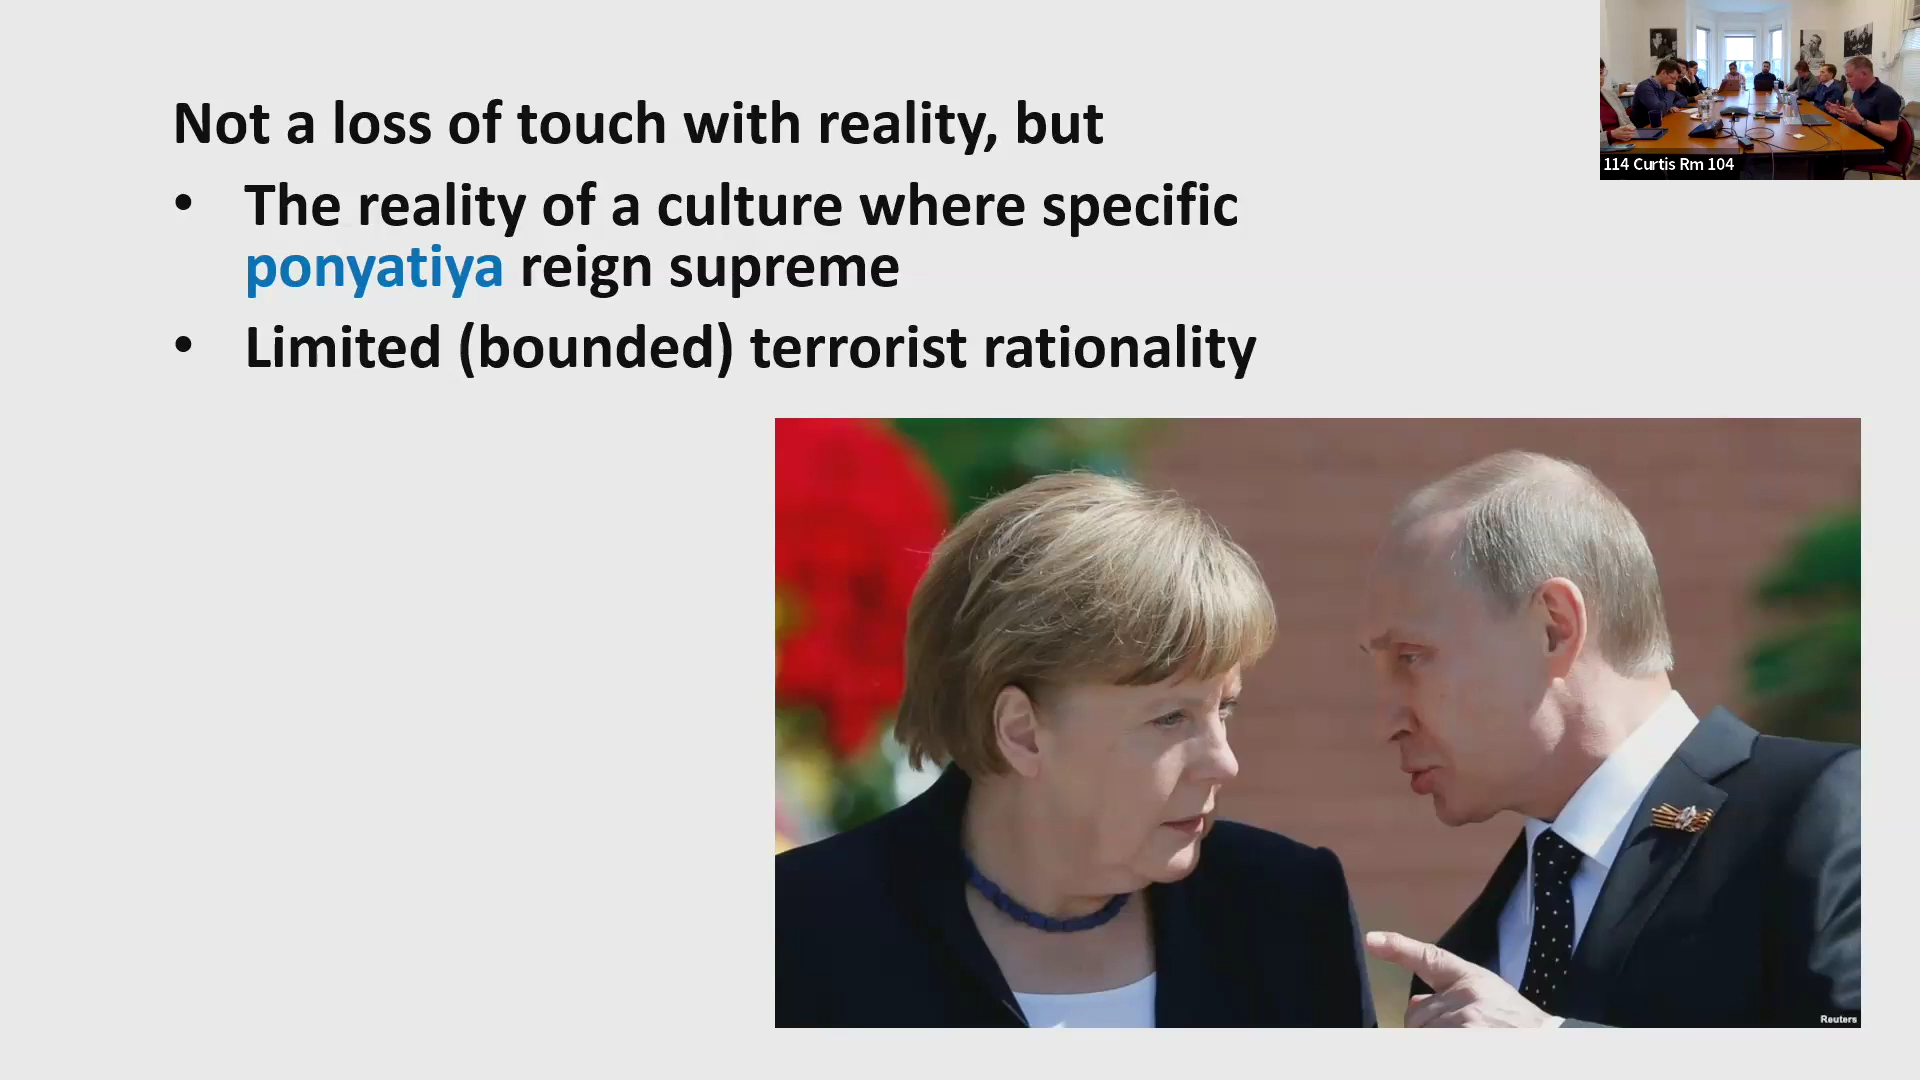 Not a loss of touch with reality, but
• The reality of a culture where specific
ponyatiya reign supreme
• Limited (bounded) terrorist rationality
114 Curtis Rm 104
Reuters